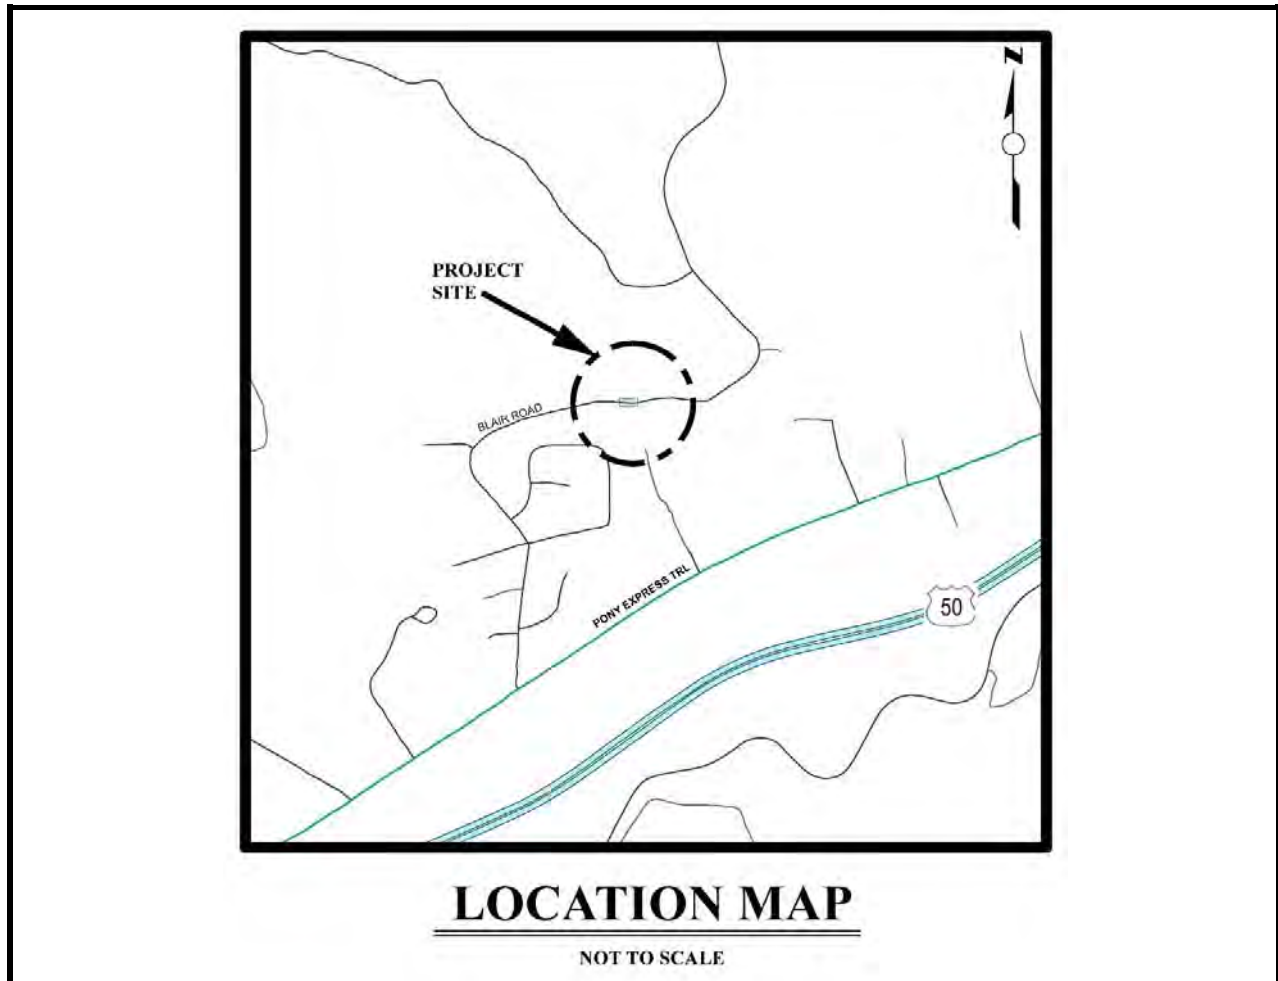 N
PROJECT
SITE
BLAIR ROAD
PONY EXPRESS TRL
50
LOCATION MAP
NOT TO SCALE